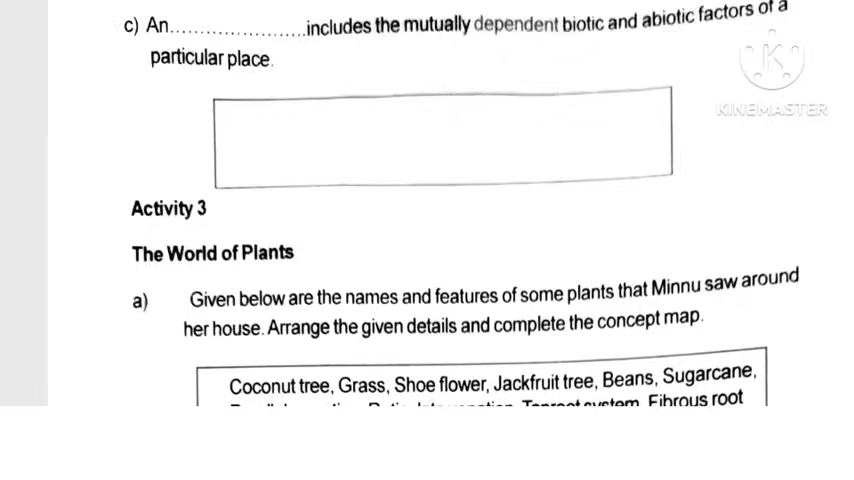 c) An.......................includes the mutually dependent biotic and abiotic factors of a
particular place.
K
KINEMASTER
Activity 3
The World of Plants
a) Given below are the names and features of some plants that Minnu saw around
her house. Arrange the given details and complete the concept map.
Coconut tree, Grass, Shoe flower, Jackfruit tree, Beans, Sugarcane,
Fibrous root